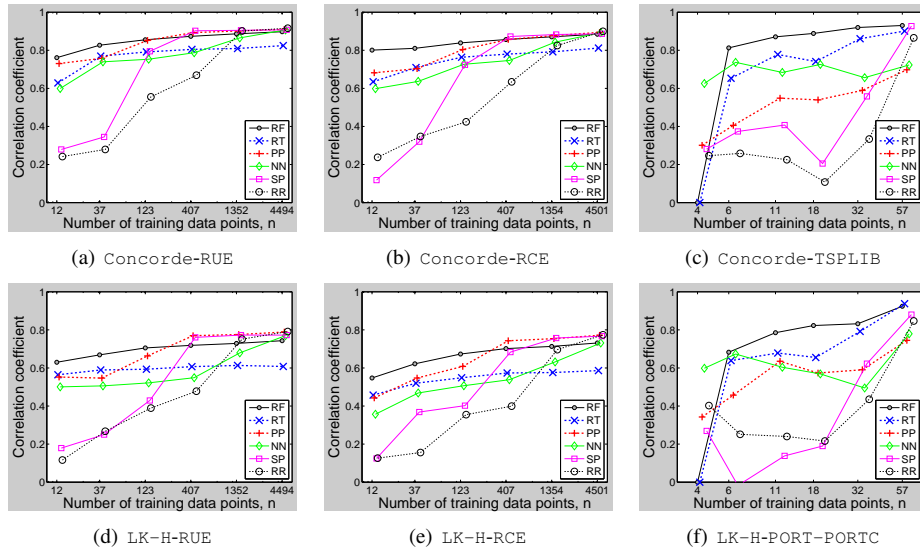 Correlation coefficient
1
0.8
0.6
0.4
0.2
0
12 37 123 407 1352 4494
Number of training data points, n
RF
RT
PP
NN
SP
RR
(a) Concorde-RUE
Correlation coefficient
1
0.8
0.6
0.4
0.2
0
12 37 123 407 1354 4501
Number of training data points, n
RF
RT
PP
NN
SP
RR
(b) Concorde-RCE
Correlation coefficient
1
0.8
0.6
0.4
0.2
0
4 6 11 18 32 57
Number of training data points, n
RF
RT
PP
NN
SP
RR
(c) Concorde-TSPLIB
Correlation coefficient
1
0.8
0.6
0.4
0.2
0
12 37 123 407 1352 4494
Number of training data points, n
RF
RT
PP
NN
SP
RR
(d) LK-H-RUE
Correlation coefficient
1
0.8
0.6
0.4
0.2
0
12 37 123 407 1354 4501
Number of training data points, n
RF
RT
PP
NN
SP
RR
(e) LK-H-RCE
Correlation coefficient
1
0.8
0.6
0.4
0.2
0
4 6 11 18 32 57
Number of training data points, n
RF
RT
PP
NN
SP
RR
(f) LK-H-PORT-PORTC